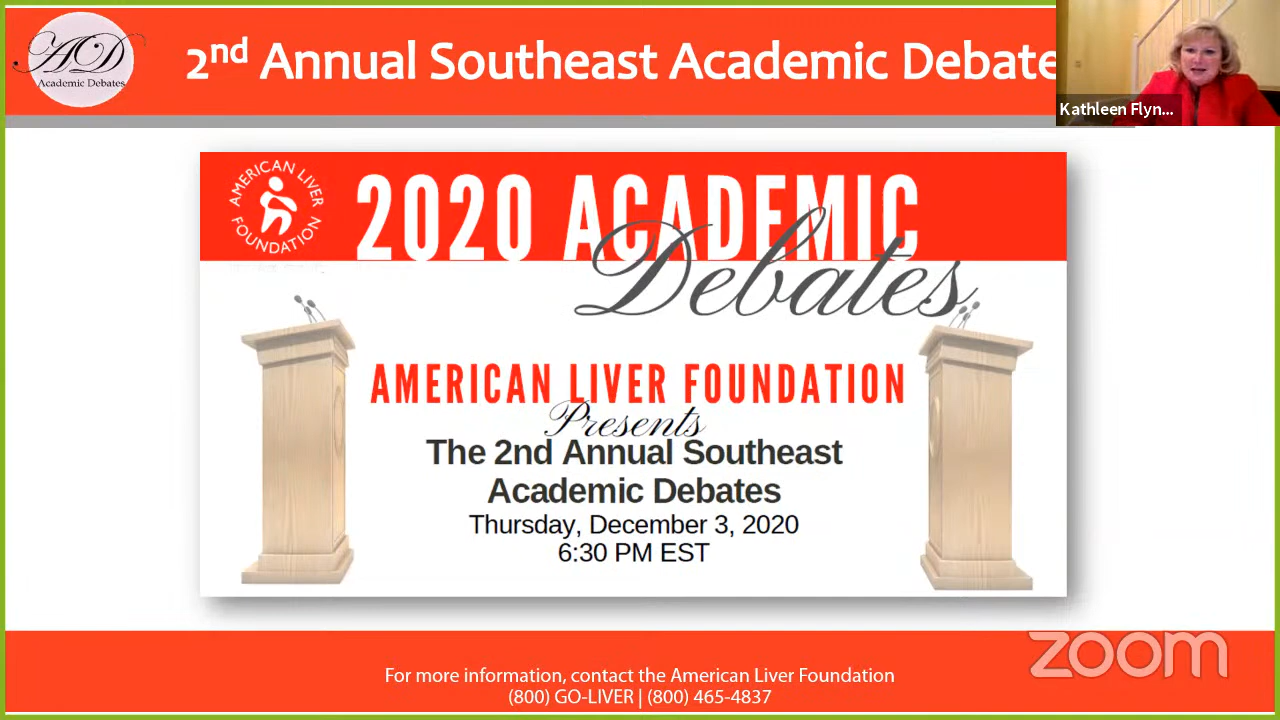 AD
Academic Debates
2nd Annual Southeast Academic Debate
Kathleen Flyn...
AMERICAN LIVER
FOUNDATION
2020 ACADEMIC
Debates
AMERICAN LIVER FOUNDATION
Presents
The 2nd Annual Southeast
Academic Debates
Thursday, December 3, 2020
6:30 PM EST
zoom
For more information, contact the American Liver Foundation
(800) GO-LIVER | (800) 465-4837